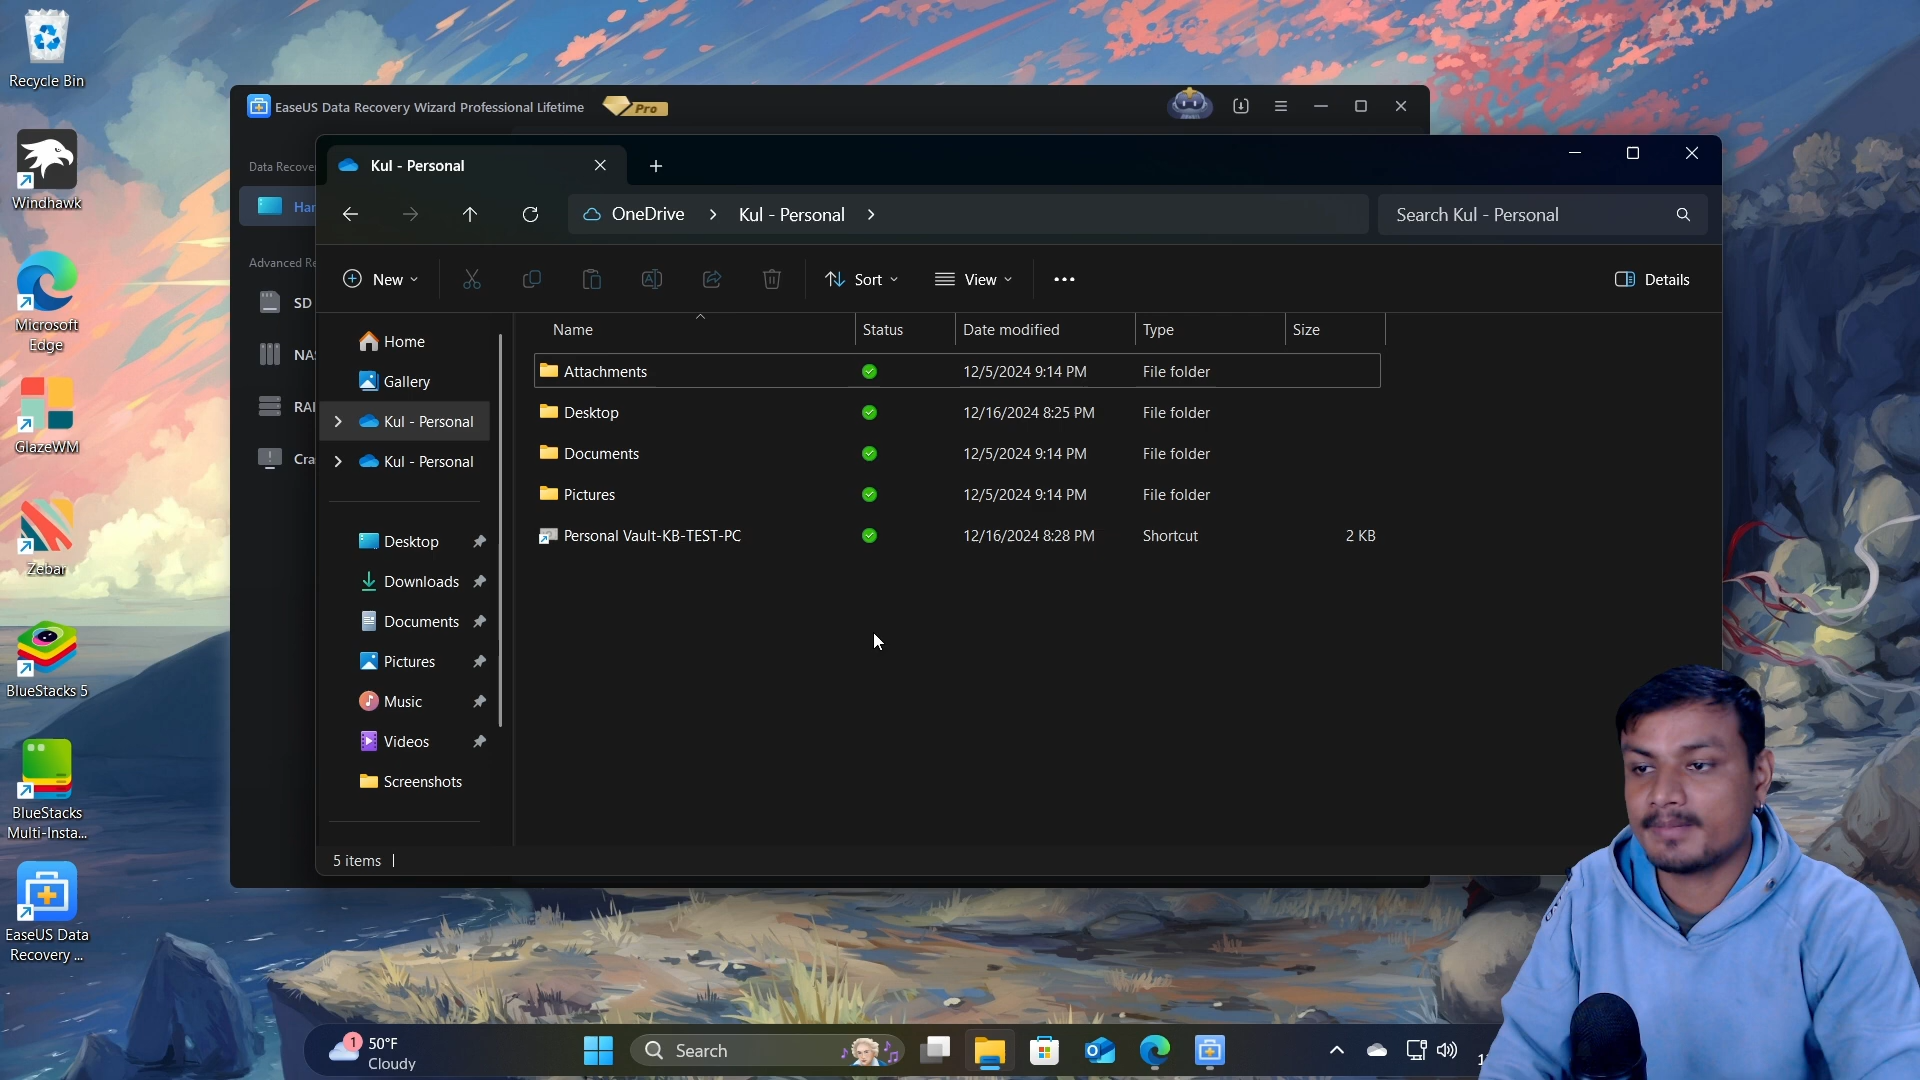 Recycle Bin
Windhawk
Microsoft
Edge
GlazeWM
Zebar
BlueStacks 5
BlueStacks
Multi-Insta...
EaseUS Data
Recovery ...
EaseUS Data Recovery Wizard Professional Lifetime
Pro
Data Recove
Har
Advanced Re
SD
NAS
RAI
Cra
Kul - Personal
OneDrive
Kul - Personal
Search Kul - Personal
New
Sort
View
Details
Home
Gallery
Kul - Personal
Kul - Personal
Desktop
Downloads
Documents
Pictures
Music
Videos
Screenshots
Name Status Date modified Type Size
Attachments 12/5/2024 9:14 PM File folder
Desktop 12/16/2024 8:25 PM File folder
Documents 12/5/2024 9:14 PM File folder
Pictures 12/5/2024 9:14 PM File folder
Personal Vault-KB-TEST-PC 12/16/2024 8:28 PM Shortcut 2 KB
5 items
1
50°F
Cloudy
Search